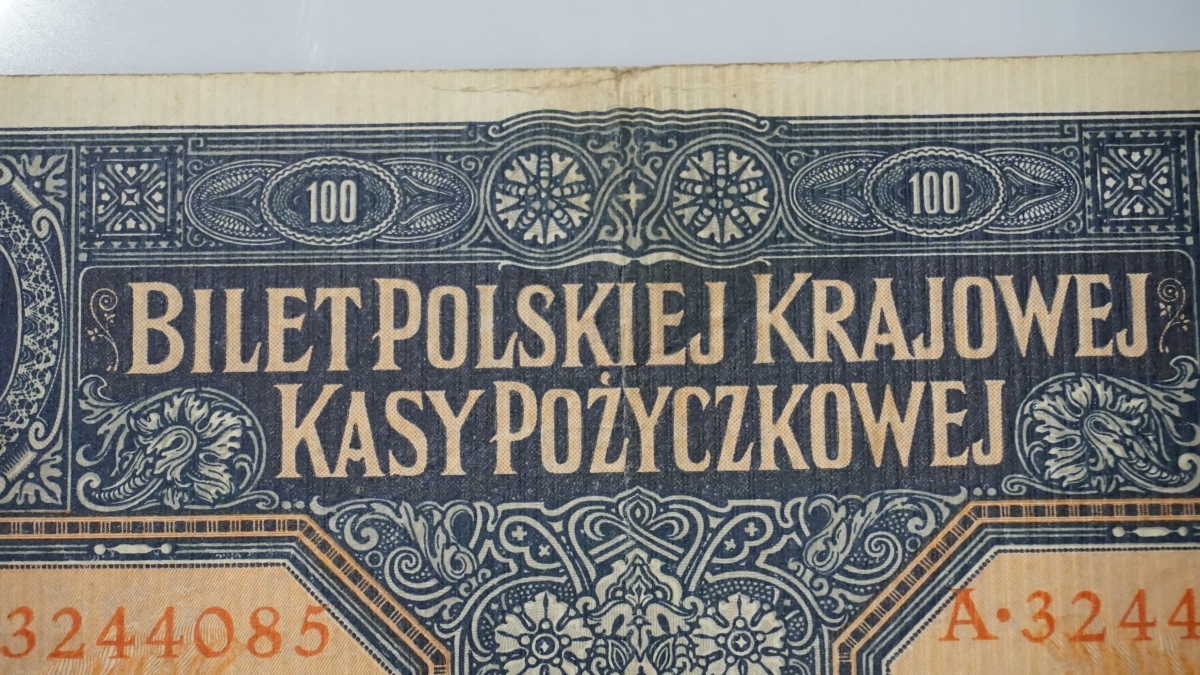 100 100
BILET POLSKIEJ KRAJOWEJ
KASY POŻYCZKOWEJ
3244085 A·3244